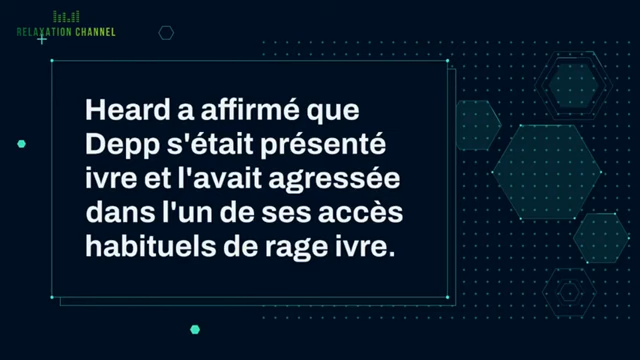 RELAXATION CHANNEL
Heard a affirmé que
Depp s'était présenté
ivre et l'avait agressée
dans l'un de ses accès
habituels de rage ivre.